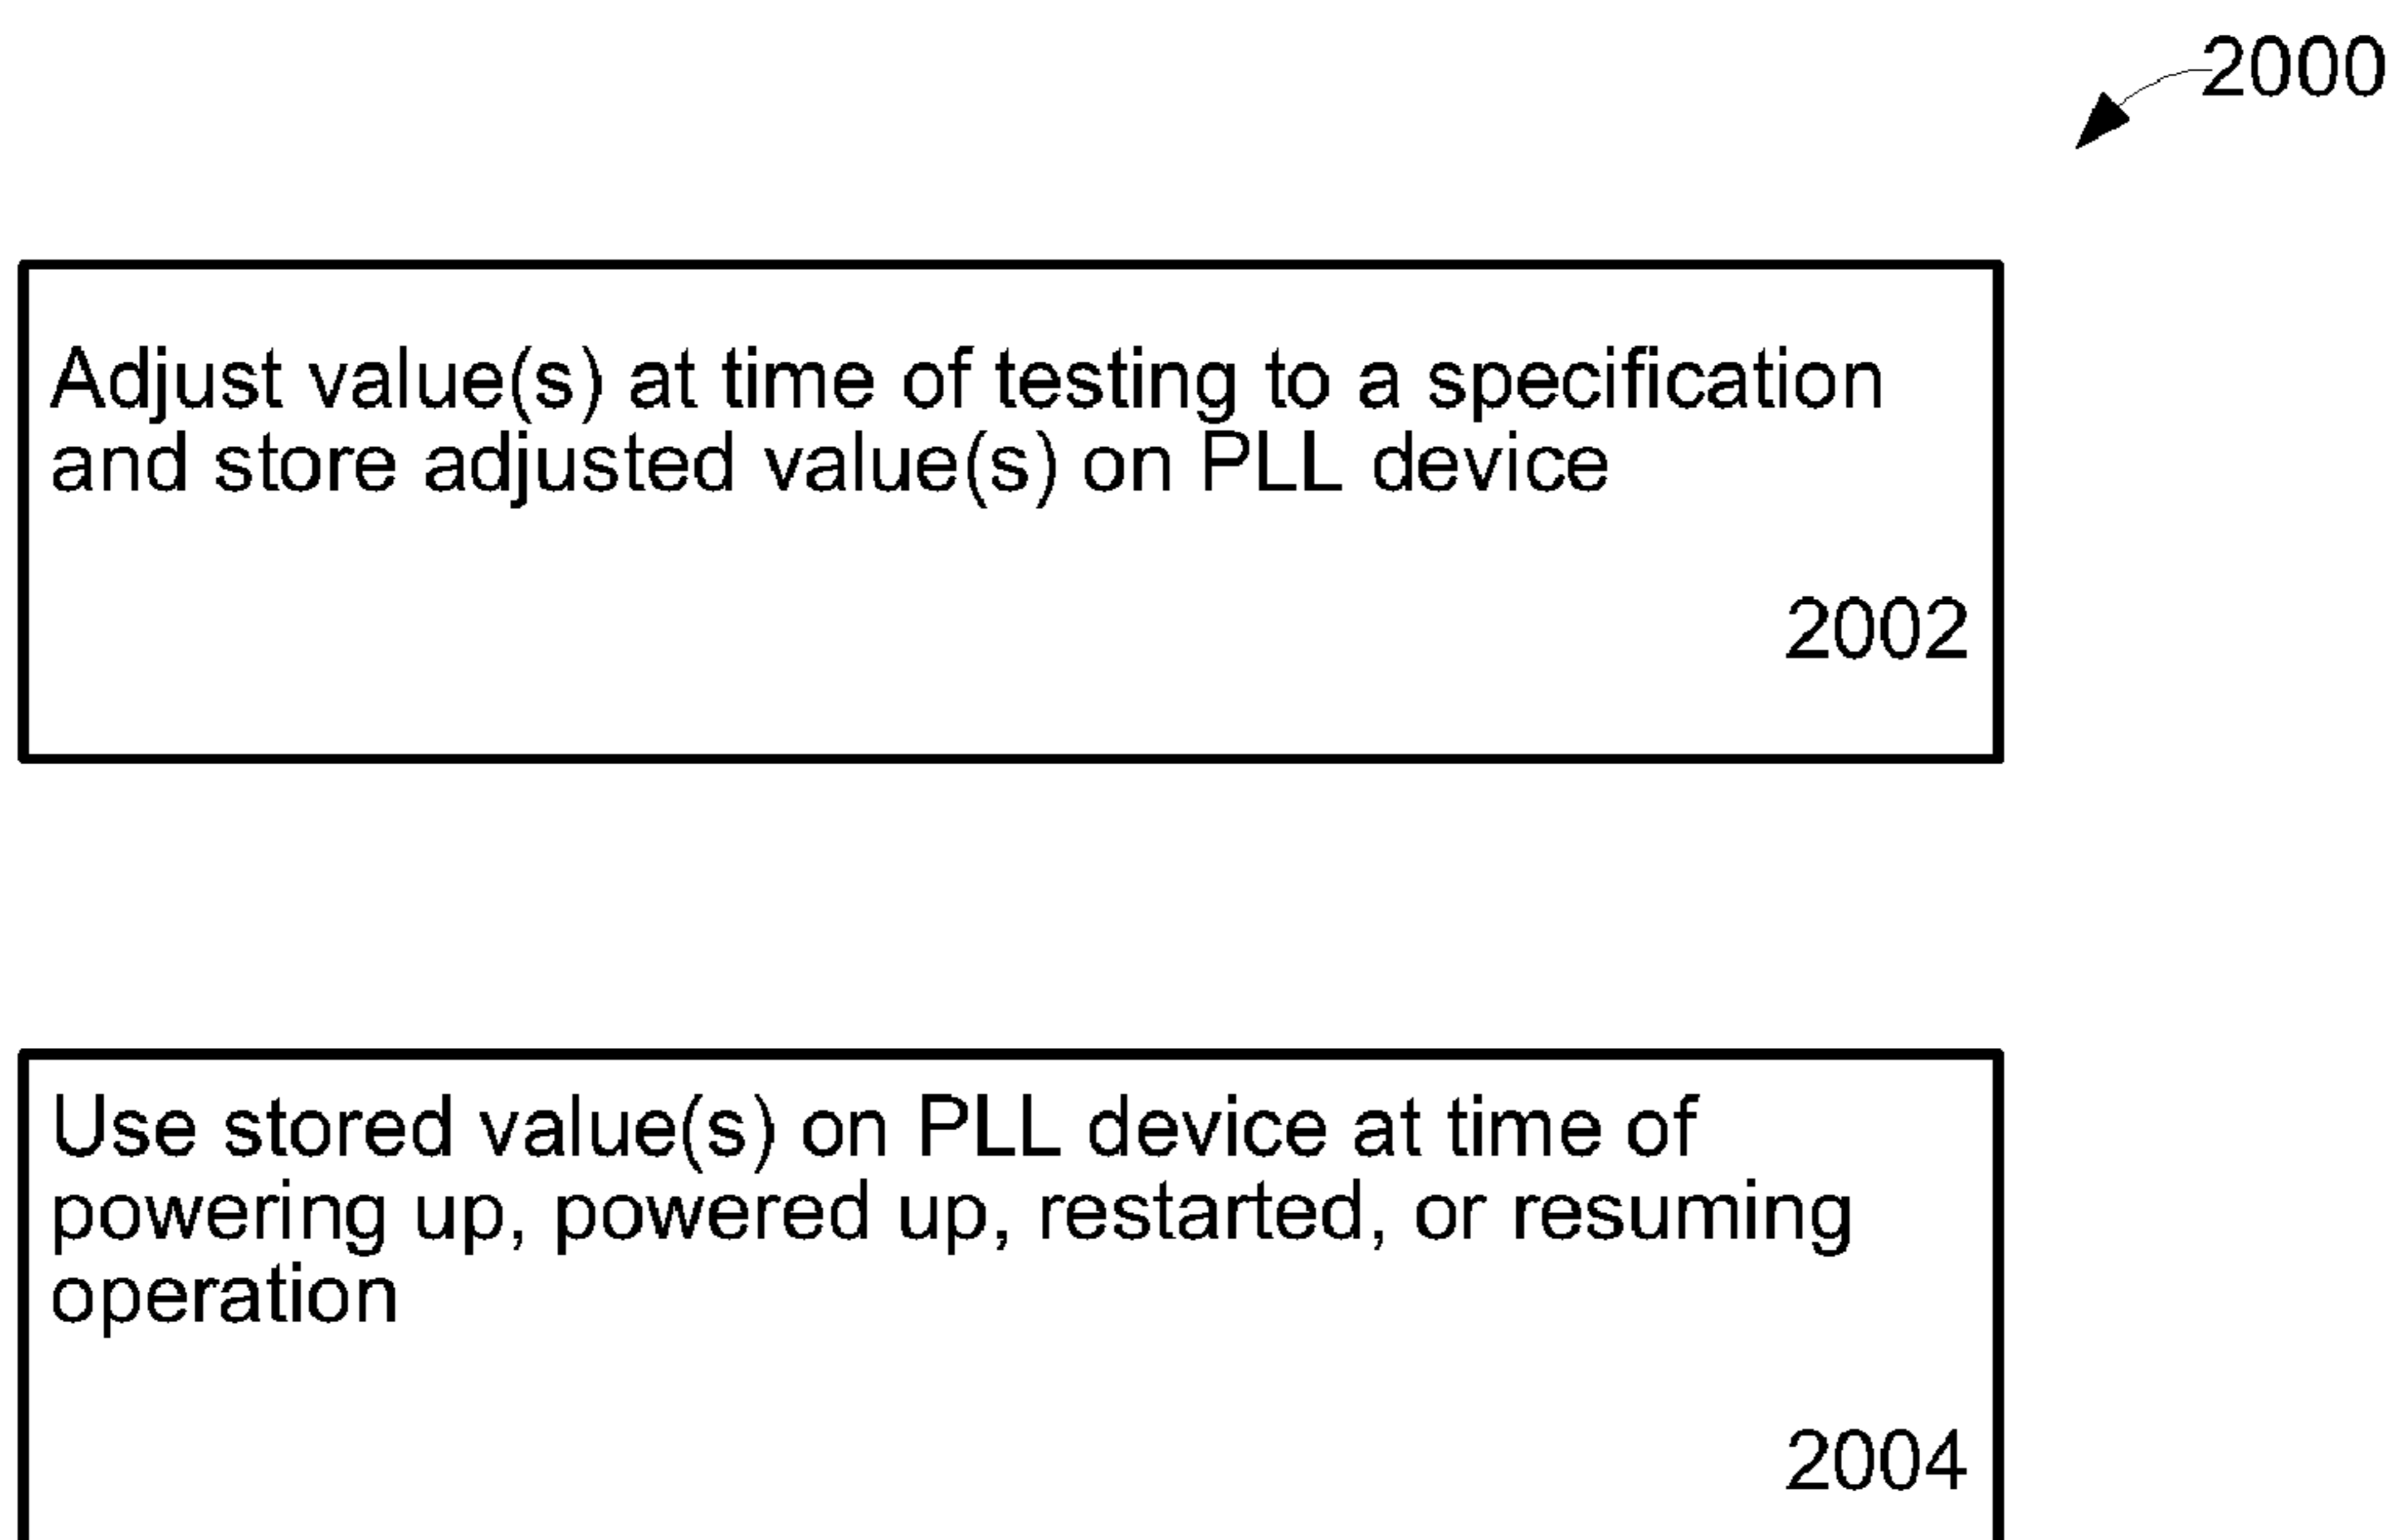 2000
Adjust value(s) at time of testing to a specification
and store adjusted value(s) on PLL device
2002
Use stored value(s) on PLL device at time of
powering up, powered up, restarted, or resuming
operation
2004